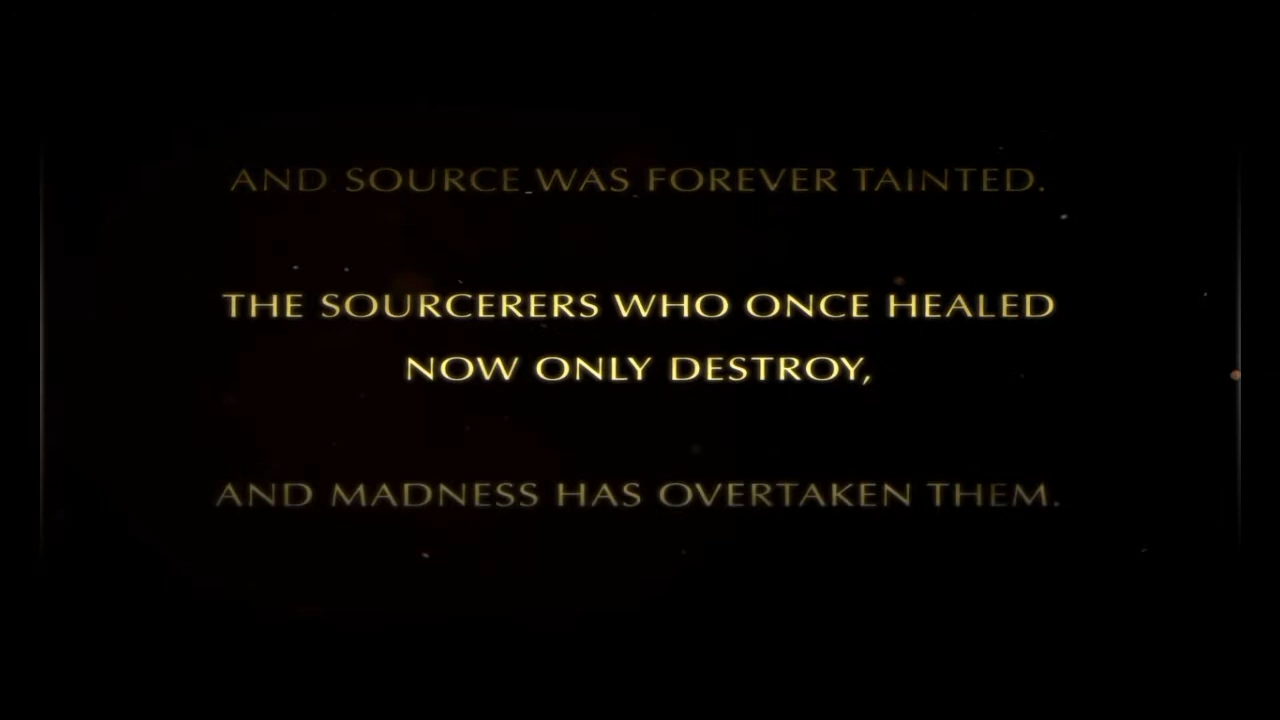 AND SOURCE WAS FOREVER TAINTED.
THE SOURCERERS WHO ONCE HEALED
NOW ONLY DESTROY,
AND MADNESS HAS OVERTAKEN THEM.